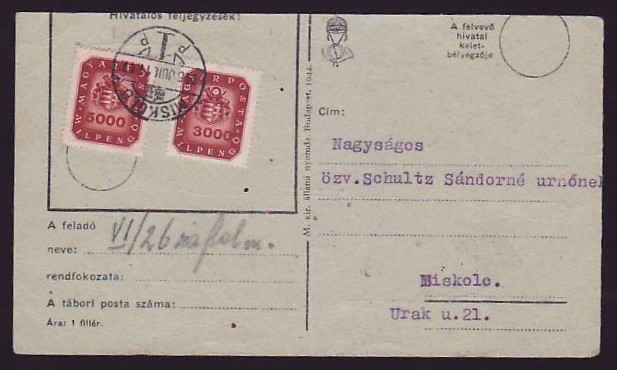 Hivatalos feljegyzések:
MAGYAR POSTA
5000
MILPENGŐ
MAGYAR POSTA
3000
MILPENGŐ
MISKOLC
A felvevő
hivatal
kelet-
bélyegzője
M. kir. állami nyomda, Budapest, 1944.
Cím:
Nagyságos
özv.Schultz Sándorné urnőnek
Miskolc.
Urak u.21.
A feladó
neve: VI/26
rendfokozata:
A tábori posta száma:
Ára: 1 fillér.